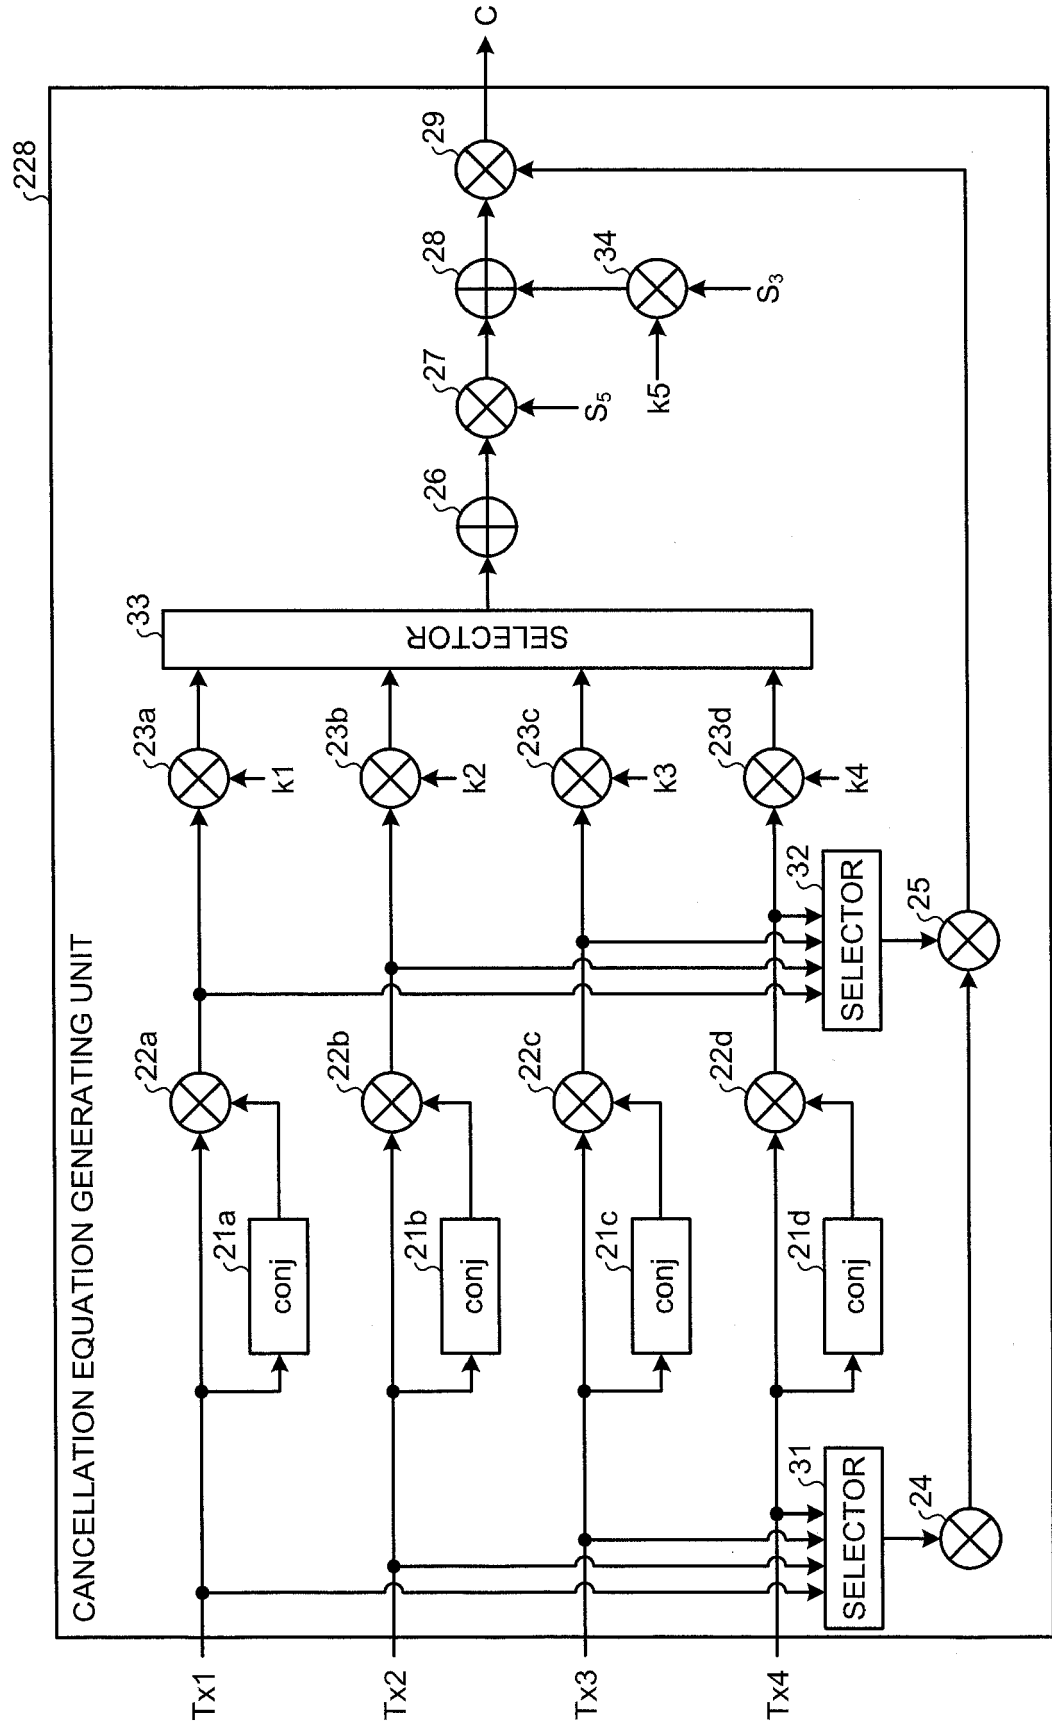 228
CANCELLATION EQUATION GENERATING UNIT
Tx1
Tx2
Tx3
Tx4
21a
conj
21b
conj
21c
conj
21d
conj
22a
22b
22c
22d
31
SELECTOR
24
32
SELECTOR
25
23a
k1
23b
k2
23c
k3
23d
k4
33
SELECTOR
26
27
S5
28
34
k5
S3
29
C